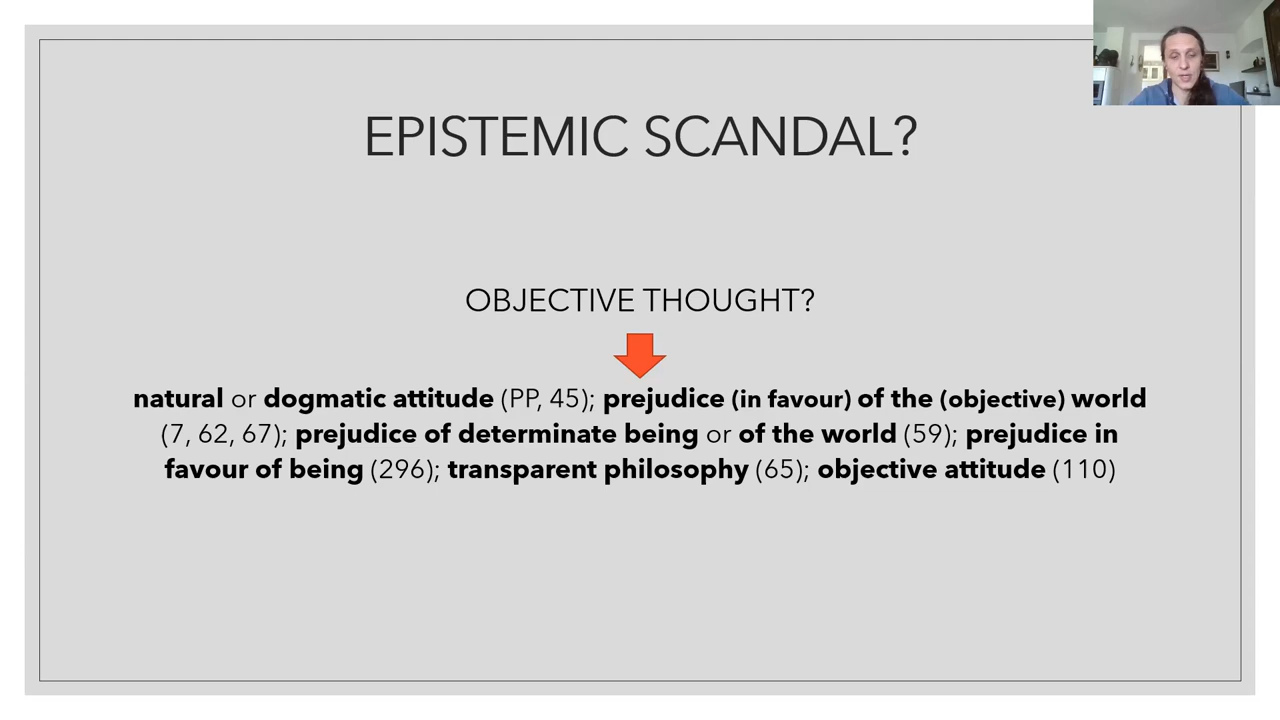 EPISTEMIC SCANDAL?
OBJECTIVE THOUGHT?
natural or dogmatic attitude (PP, 45); prejudice (in favour) of the (objective) world
(7, 62, 67); prejudice of determinate being or of the world (59); prejudice in
favour of being (296); transparent philosophy (65); objective attitude (110)